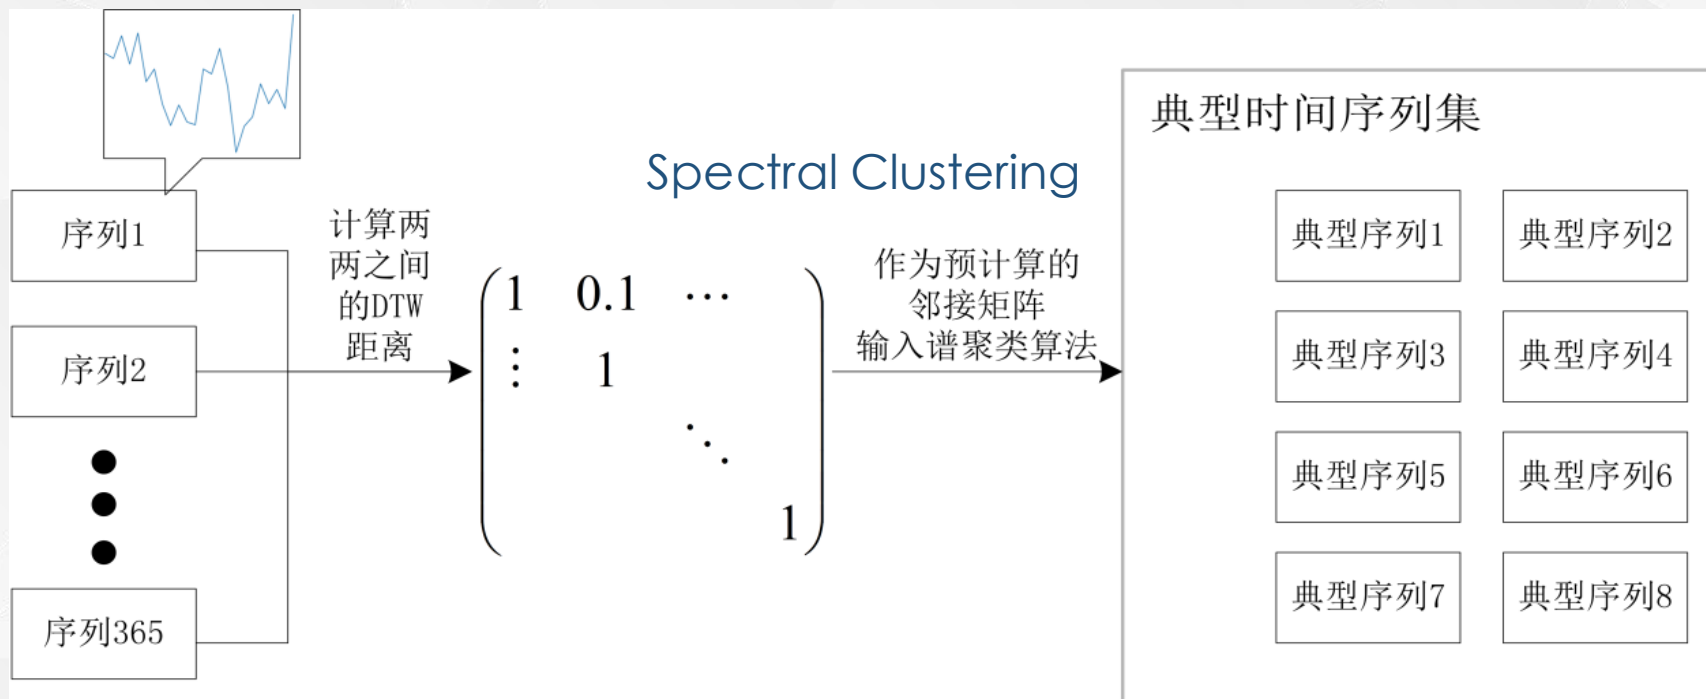 Spectral Clustering
序列1
序列2
序列365
计算两
两之间
的DTW
距离
1 0.1 ⋯
⋮ 1
⋱
1
作为预计算的
邻接矩阵
输入谱聚类算法
典型时间序列集
典型序列1 典型序列2
典型序列3 典型序列4
典型序列5 典型序列6
典型序列7 典型序列8